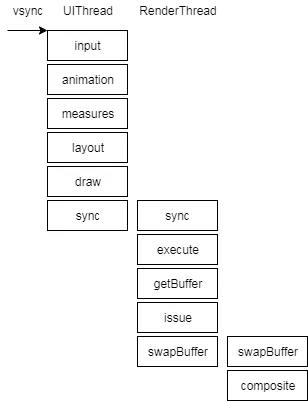 vsync UIThread RenderThread
input
animation
measures
layout
draw
sync sync
execute
getBuffer
issue
swapBuffer swapBuffer
composite